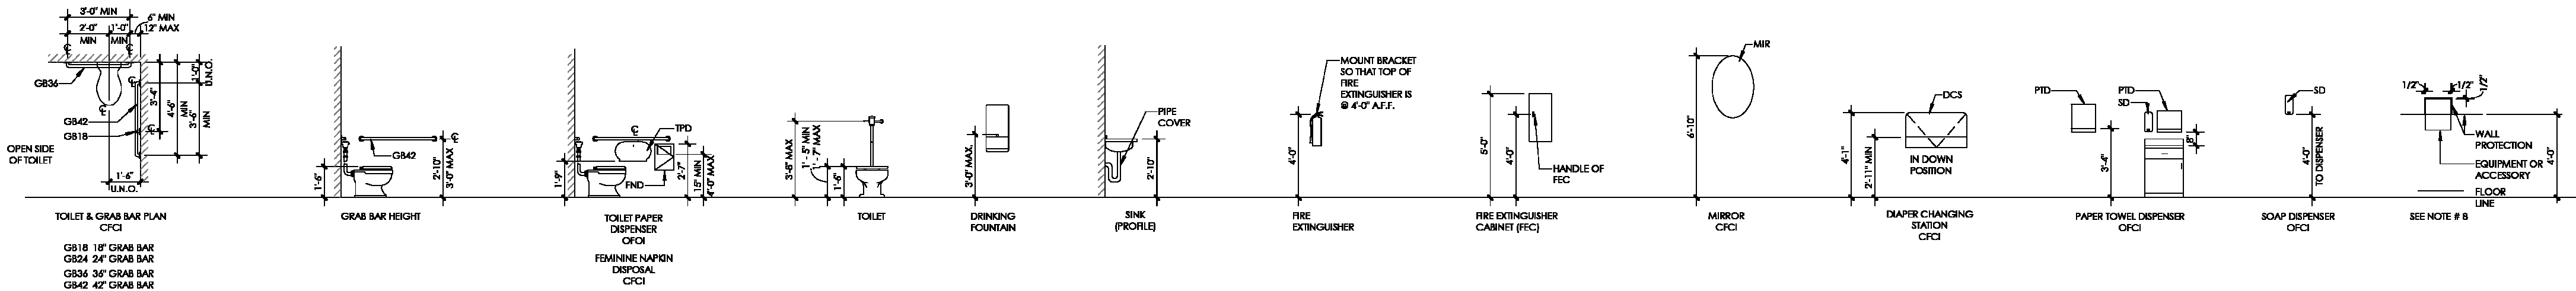 3'-0" MIN
6" MIN
12" MAX
2'-0"
1'-0"
MIN
MIN
GB36
GB42
GB18
OPEN SIDE
OF TOILET
1'-6"
U.N.O.
3'-4"
4'-6"
MIN
1'-0"
U.N.O.
3'-6"
MIN
TOILET & GRAB BAR PLAN
CFCI
GB18 18" GRAB BAR
GB24 24" GRAB BAR
GB36 36" GRAB BAR
GB42 42" GRAB BAR
1'-6"
GB42
2'-10"
3'-0" MAX
GRAB BAR HEIGHT
1'-9"
TPD
FND
2'-7"
15" MIN
4'-0" MAX
TOILET PAPER
DISPENSER
OFOI
FEMININE NAPKIN
DISPOSAL
CFCI
3'-8" MAX
1'-5" MIN
1'-7" MAX
1'-6"
TOILET
3'-0" MAX.
DRINKING
FOUNTAIN
PIPE
COVER
2'-10"
SINK
(PROFILE)
MOUNT BRACKET
SO THAT TOP OF
FIRE
EXTINGUISHER IS
@ 4'-0" A.F.F.
4'-0"
FIRE
EXTINGUISHER
5'-0"
4'-0"
HANDLE OF
FEC
FIRE EXTINGUISHER
CABINET (FEC)
MIR
6'-10"
MIRROR
CFCI
DCS
4'-1"
2'-11" MIN
IN DOWN
POSITION
DIAPER CHANGING
STATION
CFCI
PTD
PTD
SD
8"
3'-4"
PAPER TOWEL DISPENSER
OFCI
SD
4'-0"
TO DISPENSER
SOAP DISPENSER
OFCI
1/2"
1/2"
1/2"
WALL
PROTECTION
EQUIPMENT OR
ACCESSORY
FLOOR
LINE
4'-0"
SEE NOTE # 8